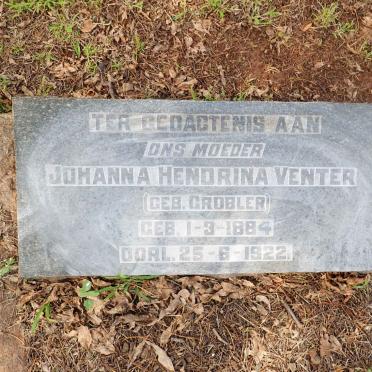 TER GEDAGTENIS AAN
ONS MOEDER
JOHANNA HENDRINA VENTER
(GEB. GROBLER)
GEB. 1-3-1884
OORL. 25-6-1922.